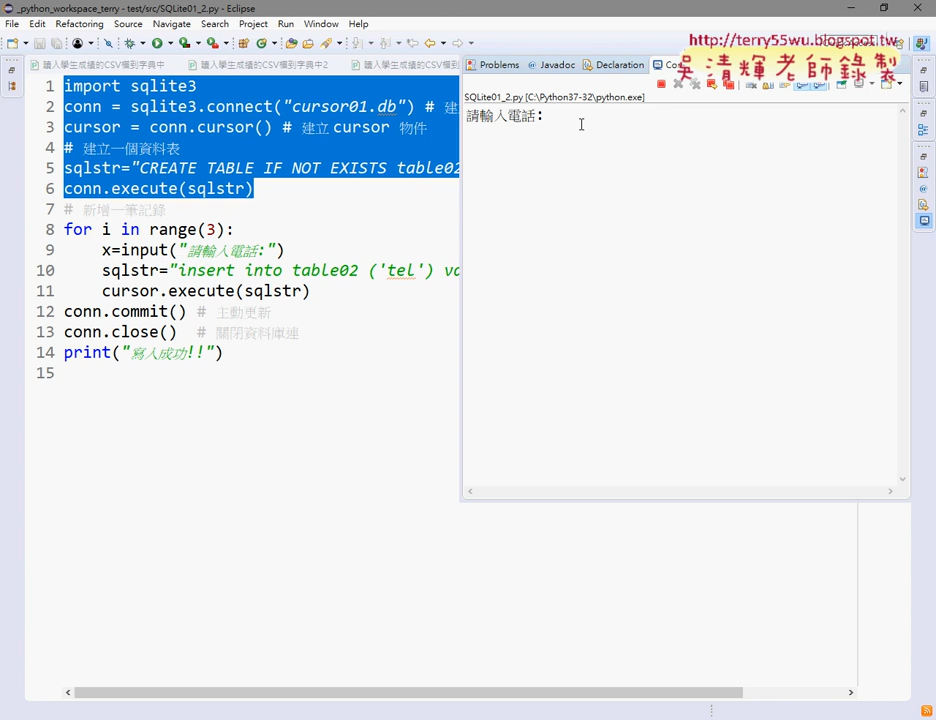 _python_workspace_terry - test/src/SQLite01_2.py - Eclipse
File Edit Refactoring Source Navigate Search Project Run Window Help
http://terry55wu.blogspot.tw
吳清輝老師錄製
讀入學生成績的CSV檔到字典中 讀入學生成績的CSV檔到字典2 讀入學生成績的CSV檔到
Problems Javadoc Declaration
SQLite01_2.py [C:\Python37-32\python.exe]
請輸入電話:
1 import sqlite3
2 conn = sqlite3.connect("cursor01.db") # 建
3 cursor = conn.cursor() # 建立 cursor 物件
4 # 建立一個資料表
5 sqlstr="CREATE TABLE IF NOT EXISTS table02
6 conn.execute(sqlstr)
7 # 新增一筆記錄
8 for i in range(3):
9 x=input("請輸入電話:")
10 sqlstr="insert into table02 ('tel') va
11 cursor.execute(sqlstr)
12 conn.commit() # 主動更新
13 conn.close() # 關閉資料庫連
14 print("寫入成功!!")
15